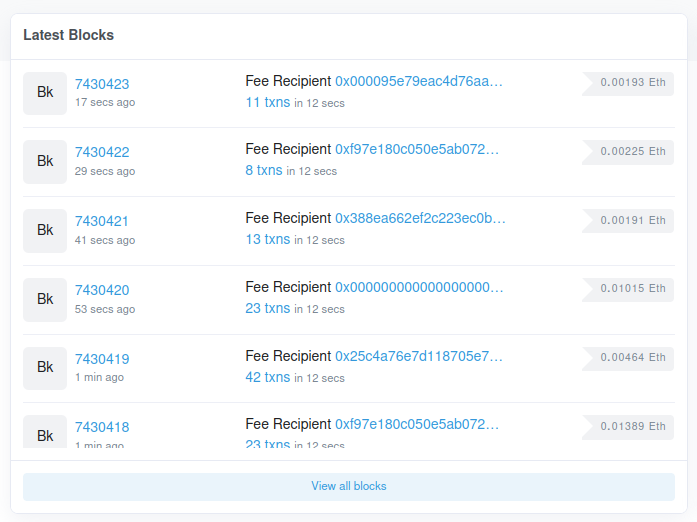 Latest Blocks
Bk
7430423
17 secs ago
Fee Recipient 0x000095e79eac4d76aa…
11 txns in 12 secs
0.00193 Eth
Bk
7430422
29 secs ago
Fee Recipient 0xf97e180c050e5ab072…
8 txns in 12 secs
0.00225 Eth
Bk
7430421
41 secs ago
Fee Recipient 0x388ea662ef2c223ec0b…
13 txns in 12 secs
0.00191 Eth
Bk
7430420
53 secs ago
Fee Recipient 0x000000000000000000…
23 txns in 12 secs
0.01015 Eth
Bk
7430419
1 min ago
Fee Recipient 0x25c4a76e7d118705e7…
42 txns in 12 secs
0.00464 Eth
Bk
7430418
1 min ago
Fee Recipient 0xf97e180c050e5ab072…
23 txns in 12 secs
0.01389 Eth
View all blocks